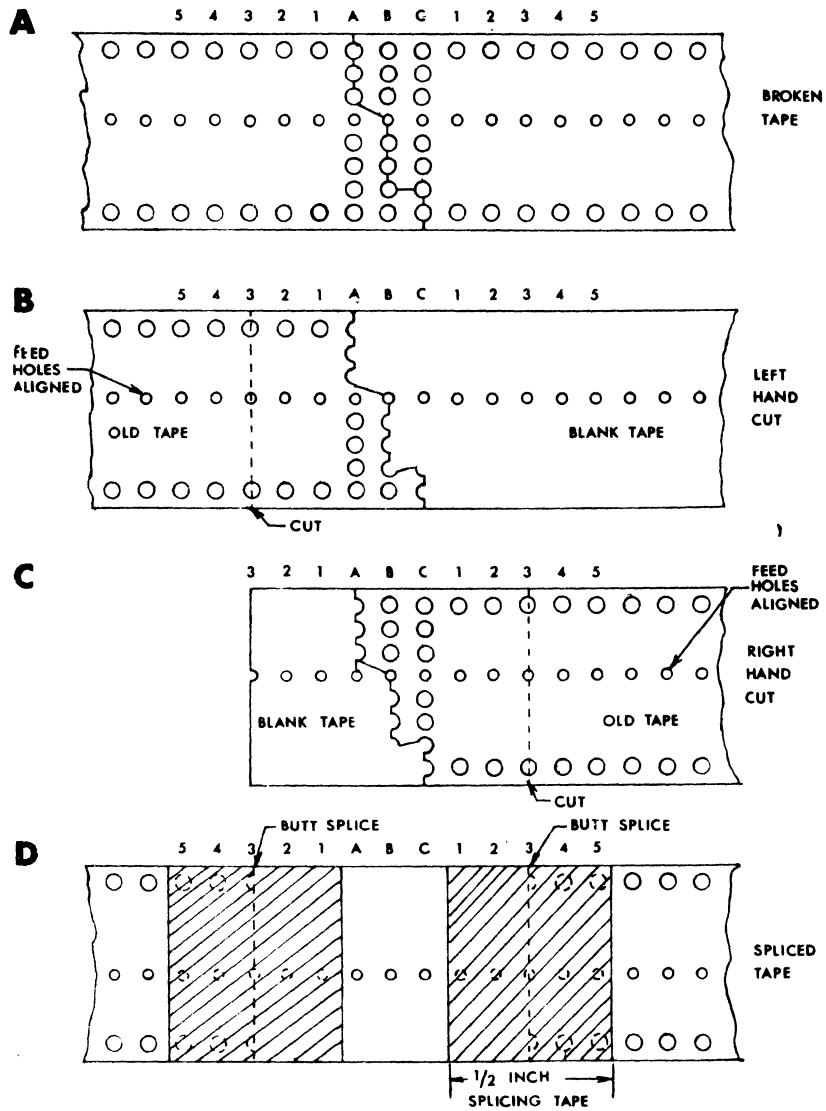 A
5 4 3 2 1 A B C 1 2 3 4 5
BROKEN
TAPE
B
5 4 3 2 1 A B C 1 2 3 4 5
FEED
HOLES
ALIGNED
LEFT
HAND
CUT
OLD TAPE
BLANK TAPE
CUT
C
3 2 1 A B C 1 2 3 4 5
FEED
HOLES
ALIGNED
RIGHT
HAND
CUT
BLANK TAPE
OLD TAPE
CUT
BUTT SPLICE
BUTT SPLICE
D
5 4 3 2 1 A B C 1 2 3 4 5
SPLICED
TAPE
1/2 INCH
SPLICING TAPE